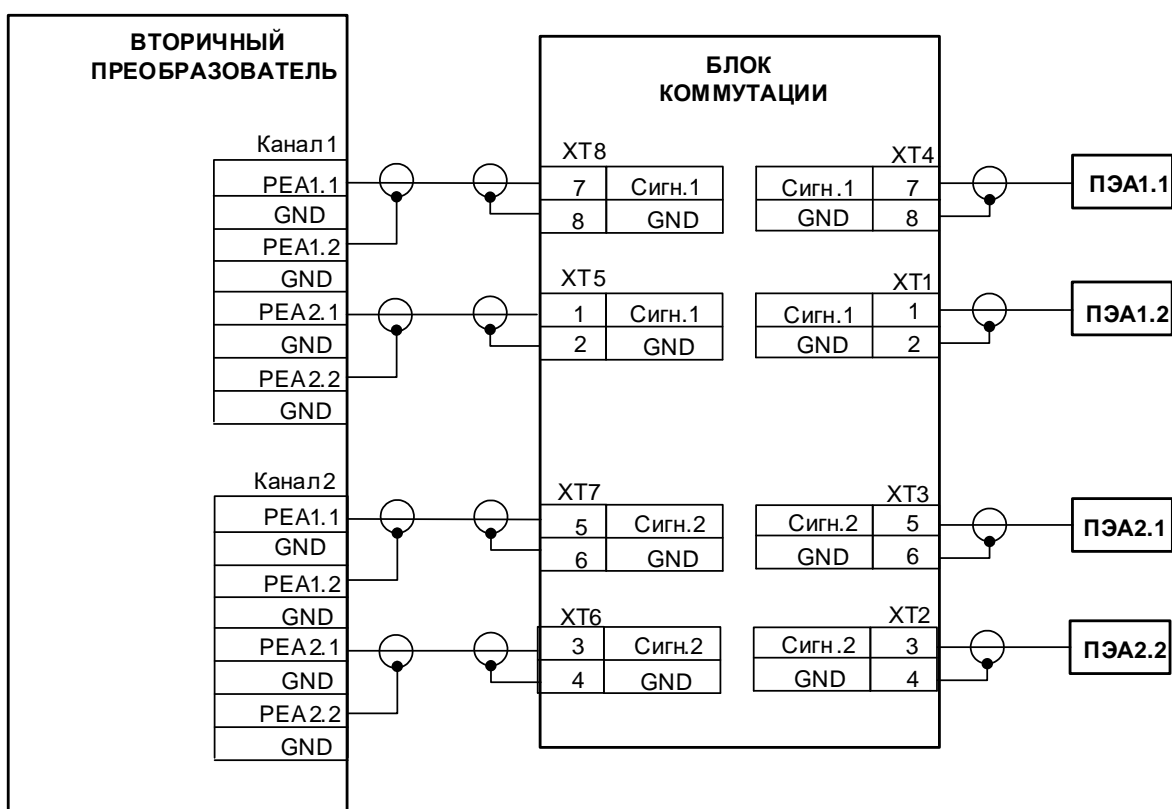 ВТОРИЧНЫЙ
ПРЕОБРАЗОВАТЕЛЬ
Канал 1
PEA1.1
GND
PEA1.2
GND
PEA2.1
GND
PEA2.2
GND
Канал 2
PEA1.1
GND
PEA1.2
GND
PEA2.1
GND
PEA2.2
GND
БЛОК
КОММУТАЦИИ
XT8
7 Сигн.1
8 GND
XT5
1 Сигн.1
2 GND
XT7
5 Сигн.2
6 GND
XT6
3 Сигн.2
4 GND
XT4
Сигн.1 7
GND 8
XT1
Сигн.1 1
GND 2
XT3
Сигн.2 5
GND 6
XT2
Сигн.2 3
GND 4
ПЭА1.1
ПЭА1.2
ПЭА2.1
ПЭА2.2